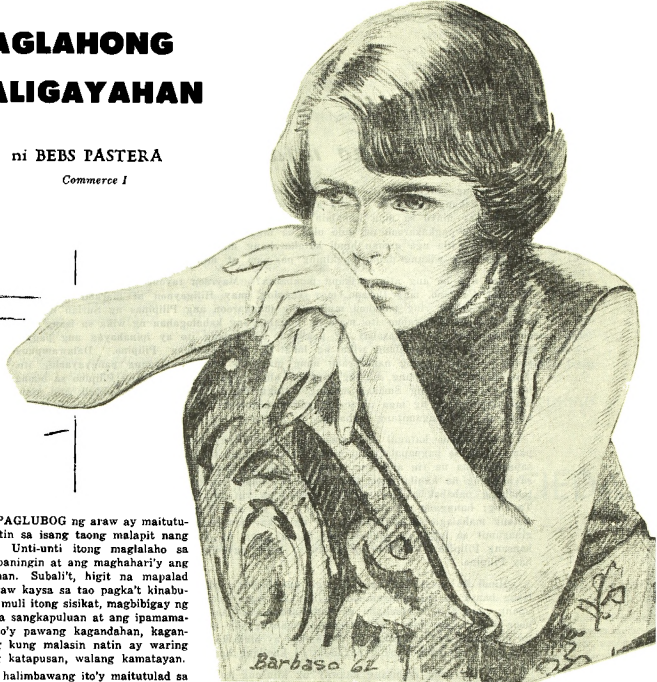 AGLAHONG
ALIGAYAHAN
ni BEBS PASTERA
Commerce I
PAGLUBOG ng araw ay maitutu-
tin sa isang taong malapit nang
Unti-unti itong maglalaho sa
paningin at ang maghahari'y ang
an. Subali't, higit na mapalad
aw kaysa sa tao pagka't kinabu-
muli itong sisikat, magbibigay ng
a sangkapuluan at ang ipamama-
o'y pawang kagandahan, kagan-
g kung malasin natin ay waring
g katapusan, walang kamatayan.
halimbawang ito'y maitutulad sa
Barbaso 62